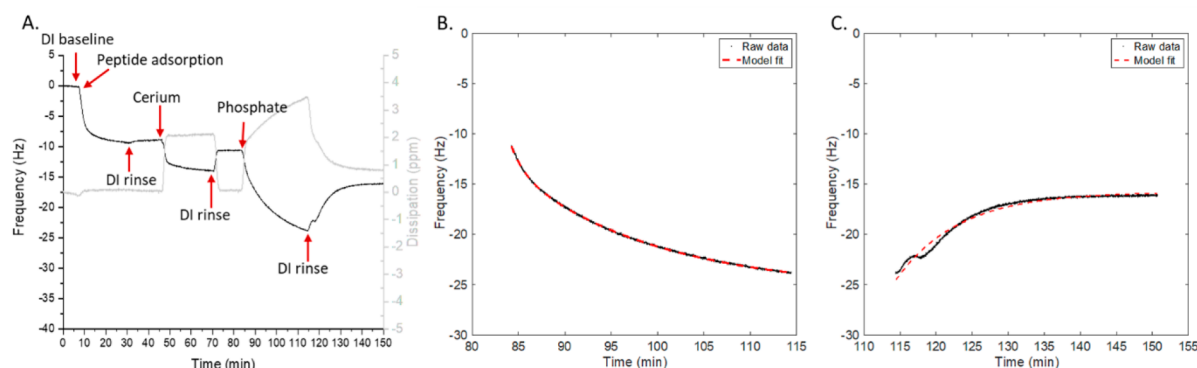 A.
DI baseline
Peptide adsorption
Cerium
Phosphate
DI rinse
DI rinse
DI rinse
Frequency (Hz)
5
0
-5
-10
-15
-20
-25
-30
-35
-40
Dissipation (ppm)
5
4
3
2
1
0
-1
-2
-3
-4
-5
0 10 20 30 40 50 60 70 80 90 100 110 120 130 140 150
Time (min)
B.
Raw data
Model fit
Frequency (Hz)
0
-5
-10
-15
-20
-25
-30
80 85 90 95 100 105 110 115
Time (min)
C.
Raw data
Model fit
Frequency (Hz)
0
-5
-10
-15
-20
-25
-30
110 115 120 125 130 135 140 145 150 155
Time (min)